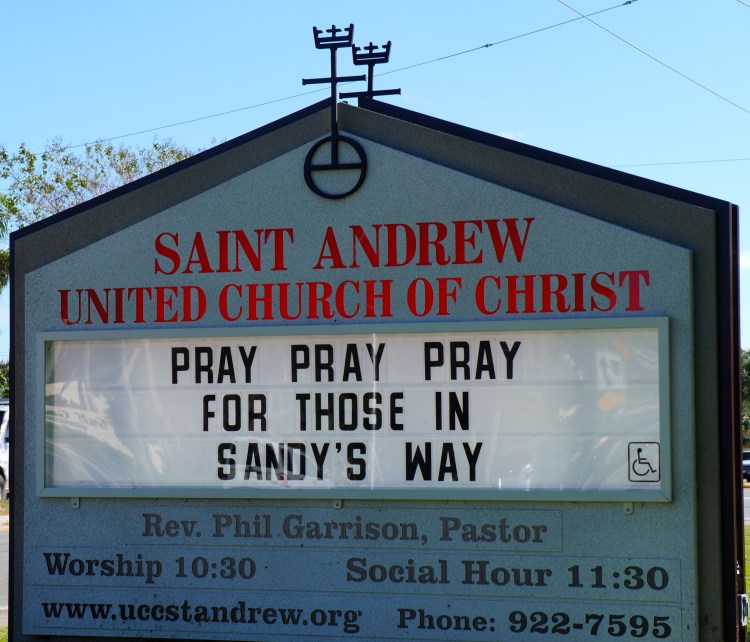 SAINT ANDREW
UNITED CHURCH OF CHRIST
PRAY PRAY PRAY
FOR THOSE IN
SANDY'S WAY
Rev. Phil Garrison, Pastor
Worship 10:30 Social Hour 11:30
www.uccstandrew.org Phone: 922-7595